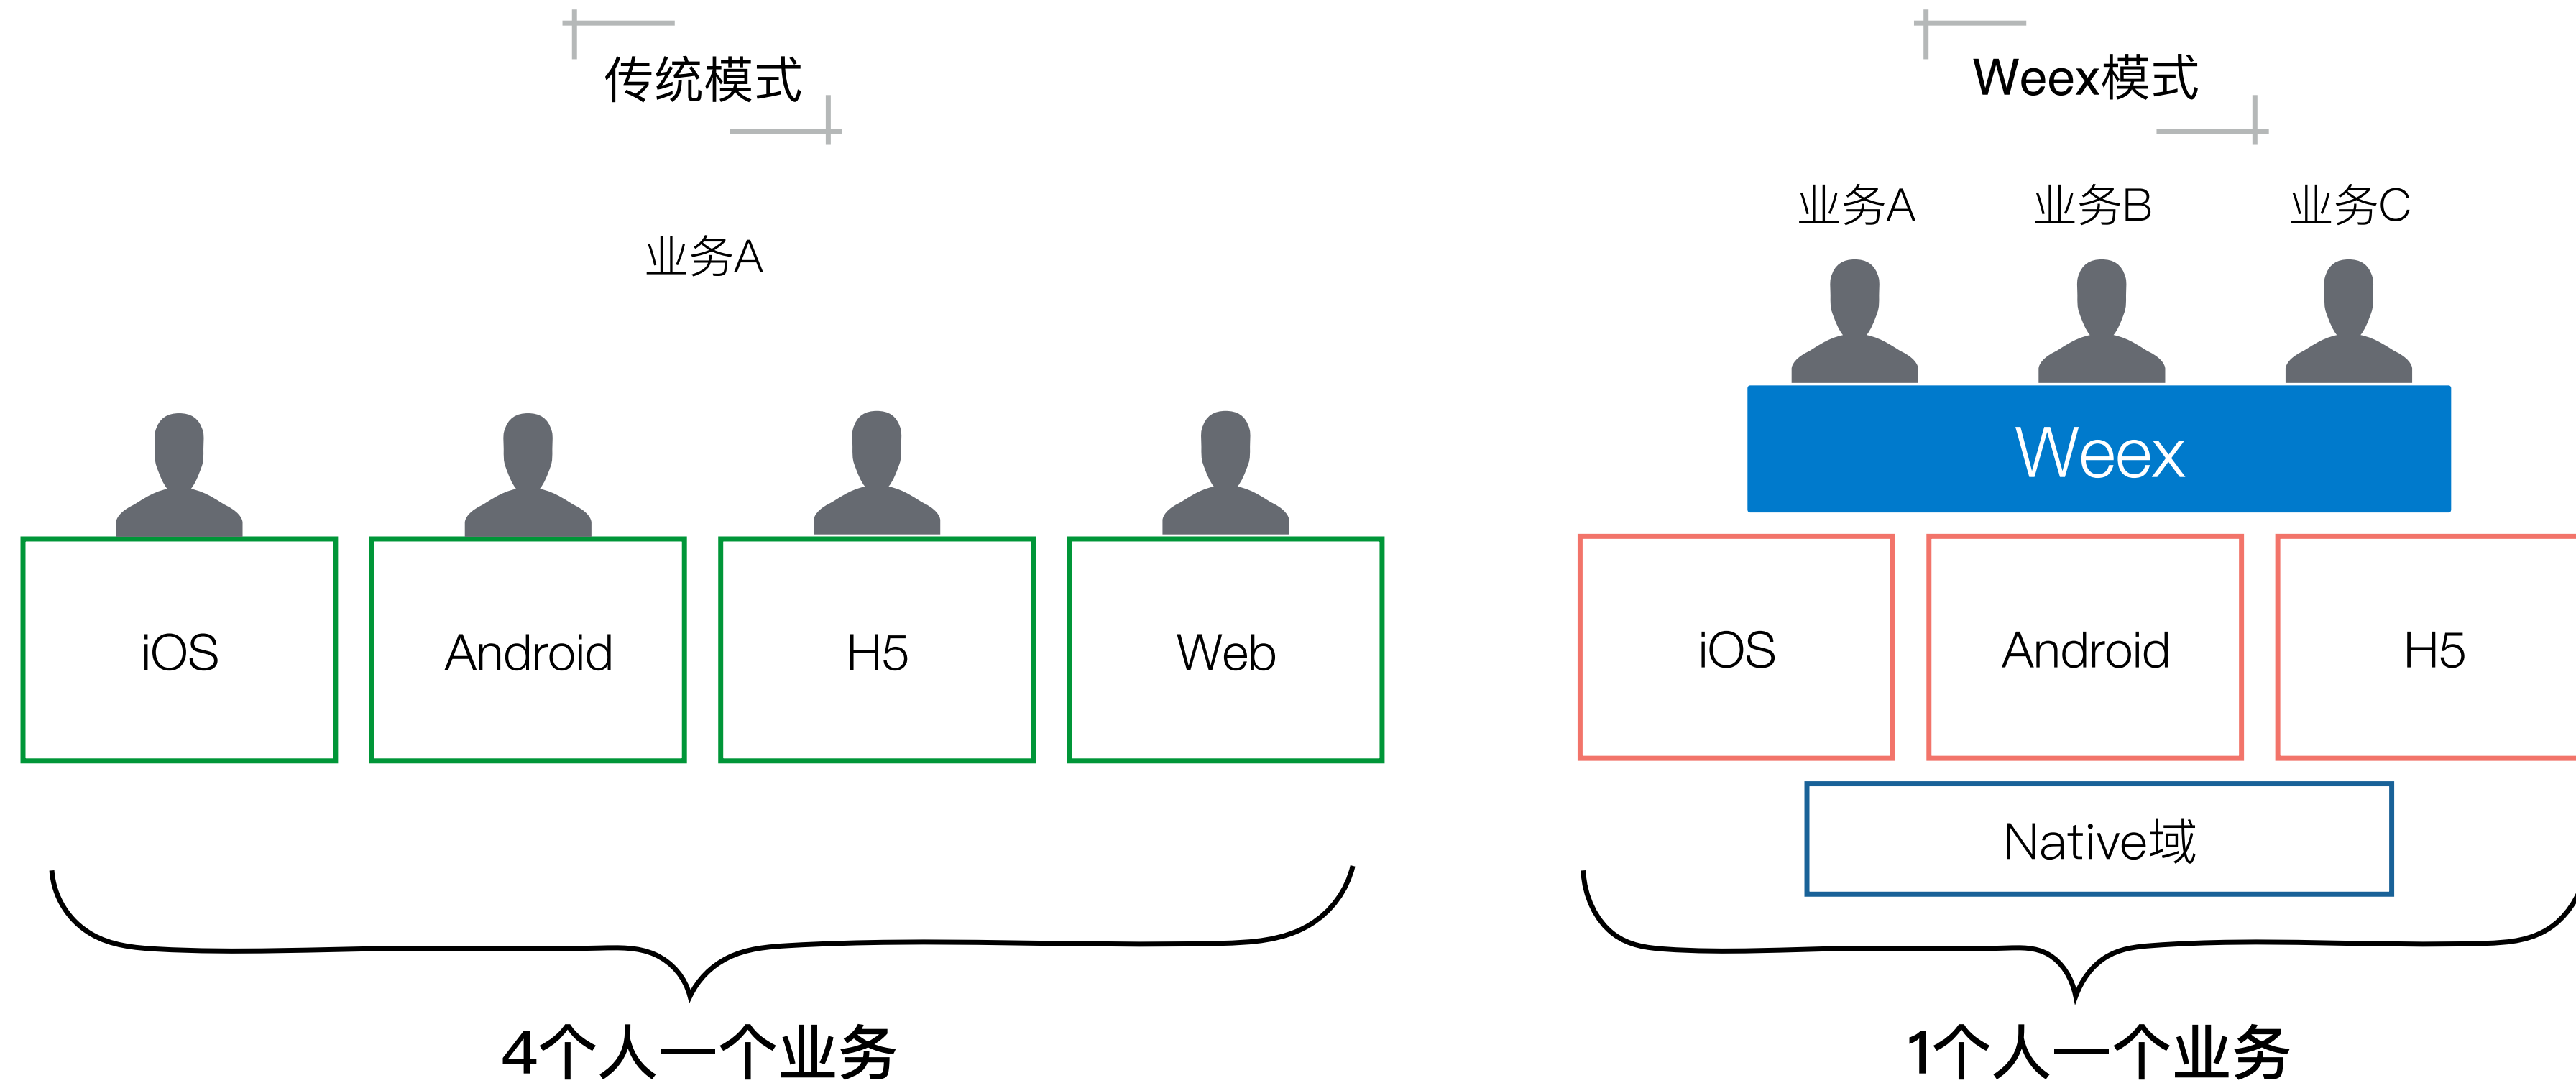 传统模式
业务A
iOS
Android
H5
Web
4个人一个业务
Weex模式
业务A
业务B
业务C
Weex
iOS
Android
H5
Native域
1个人一个业务